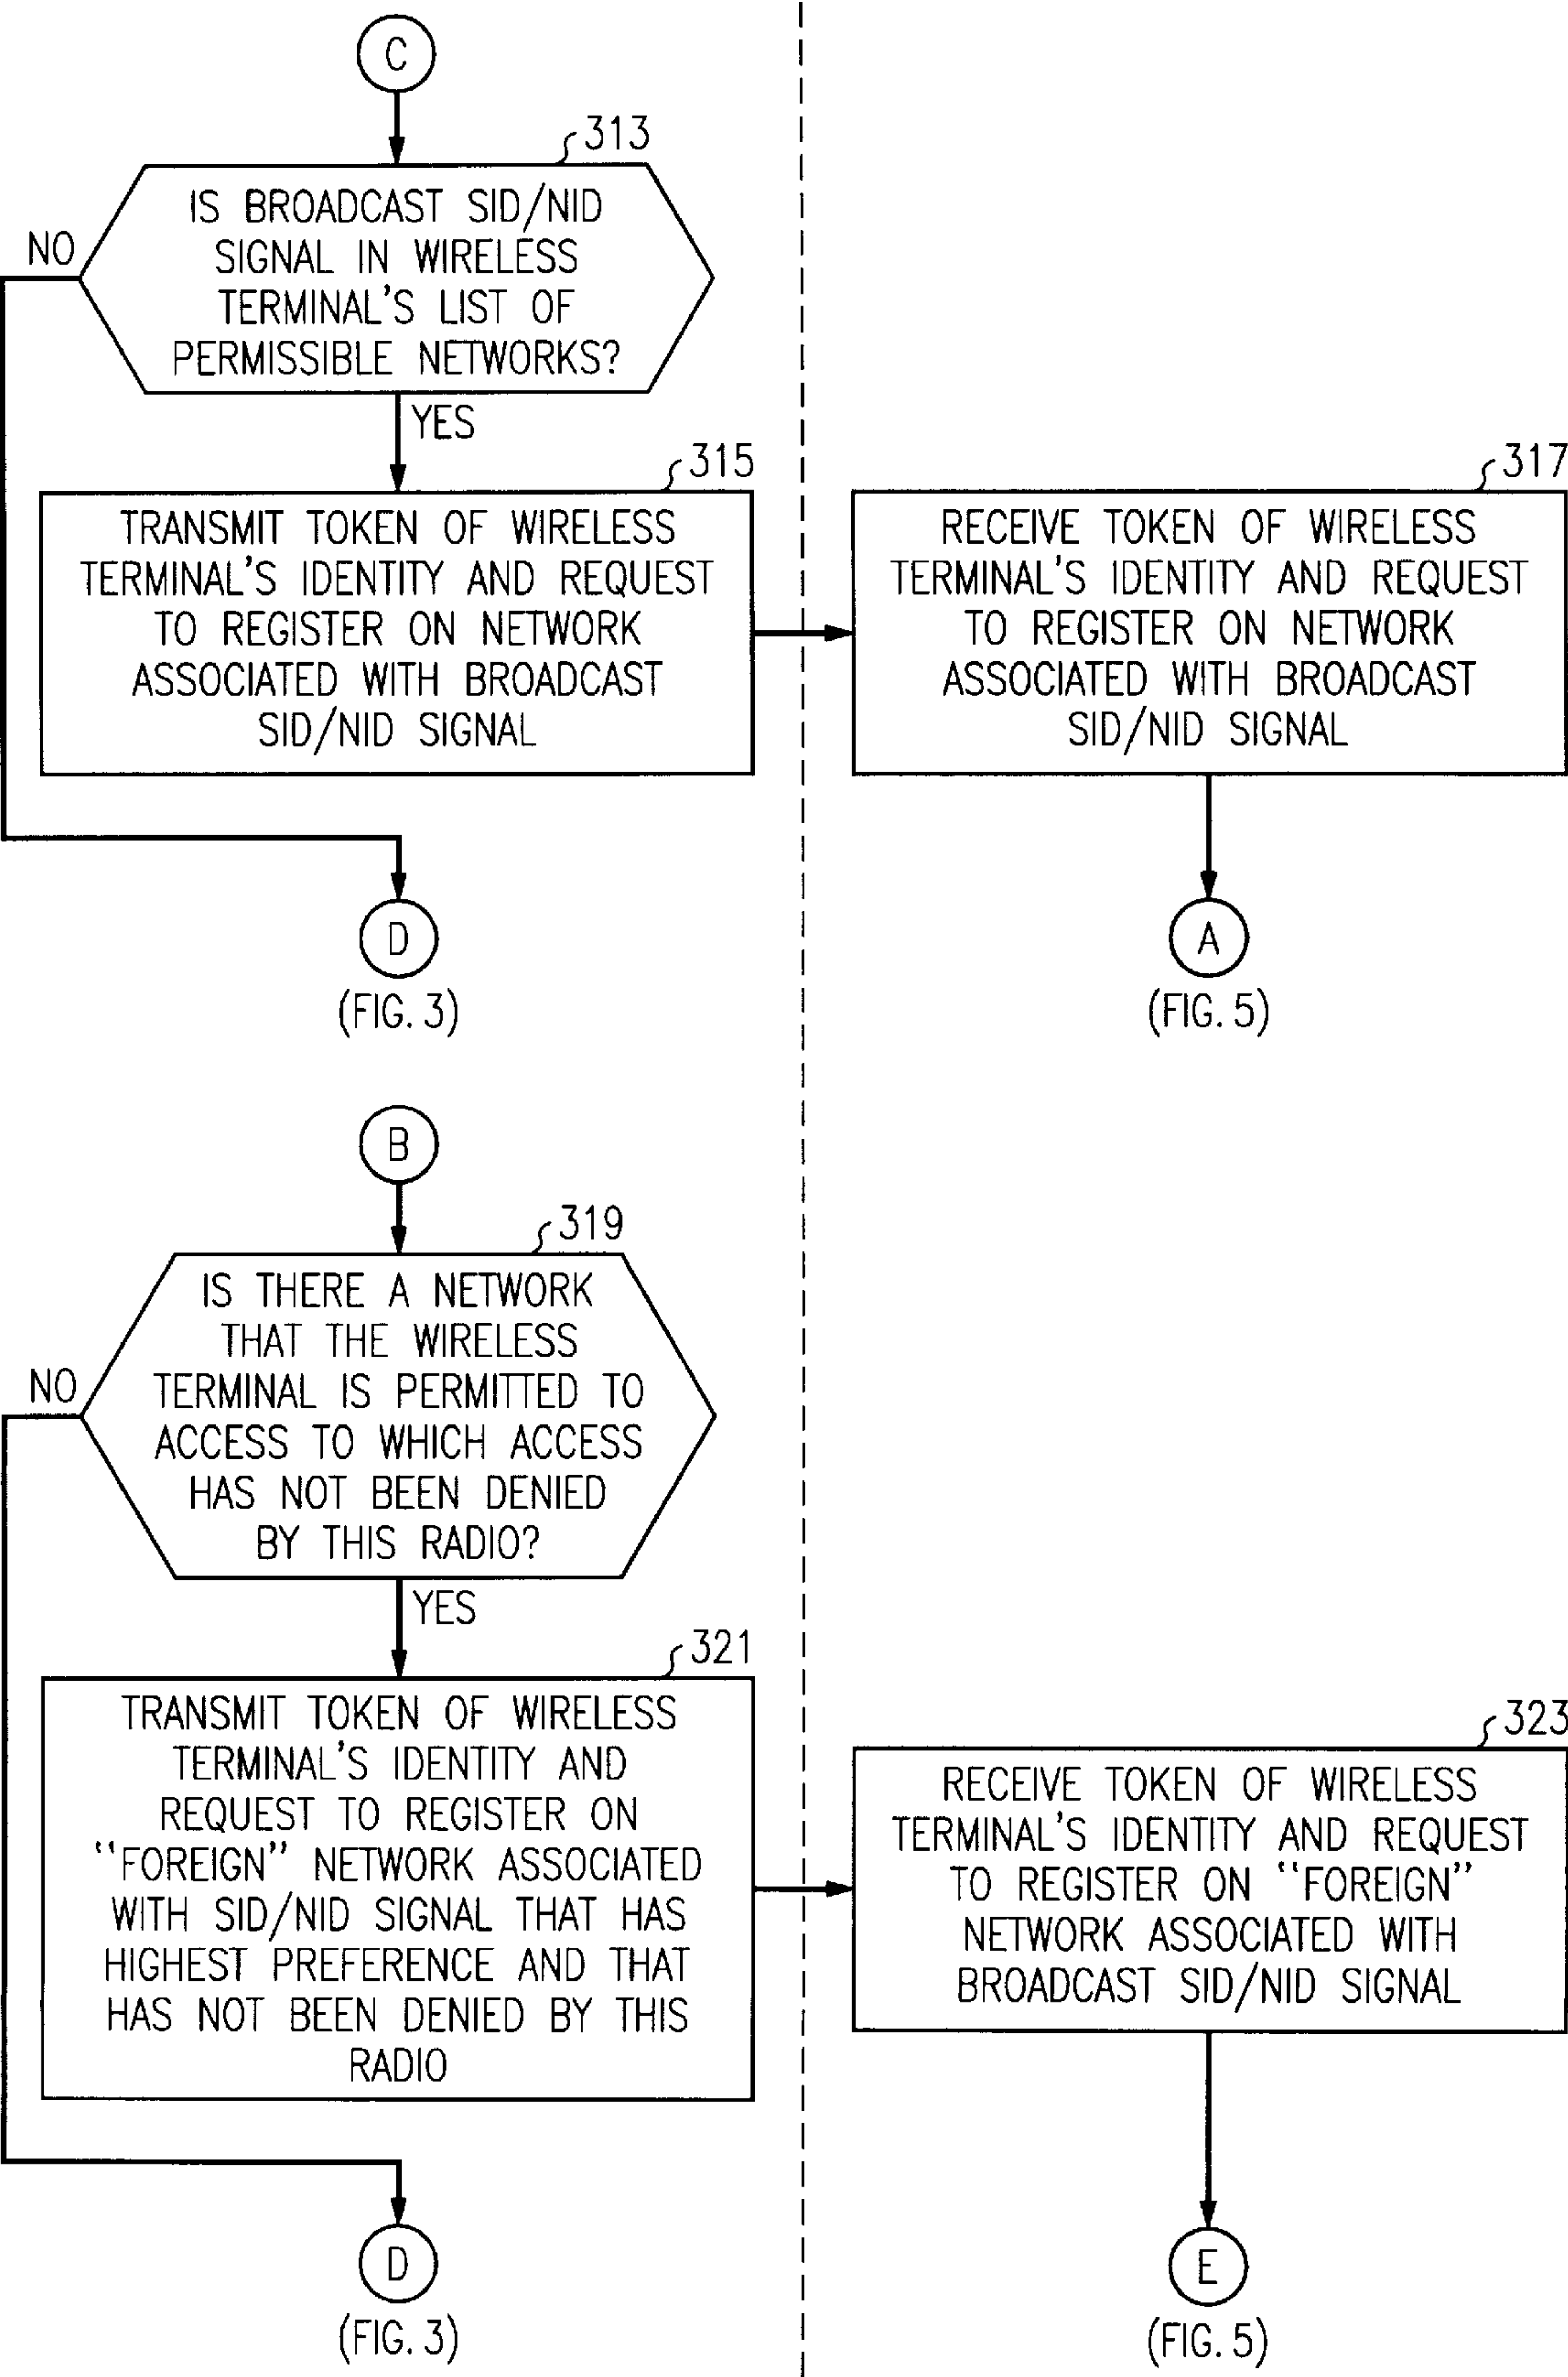 C
313
IS BROADCAST SID/NID
SIGNAL IN WIRELESS
TERMINAL'S LIST OF
PERMISSIBLE NETWORKS?
NO
YES
315
TRANSMIT TOKEN OF WIRELESS
TERMINAL'S IDENTITY AND REQUEST
TO REGISTER ON NETWORK
ASSOCIATED WITH BROADCAST
SID/NID SIGNAL
317
RECEIVE TOKEN OF WIRELESS
TERMINAL'S IDENTITY AND REQUEST
TO REGISTER ON NETWORK
ASSOCIATED WITH BROADCAST
SID/NID SIGNAL
D
(FIG. 3)
A
(FIG. 5)
B
319
IS THERE A NETWORK
THAT THE WIRELESS
TERMINAL IS PERMITTED TO
ACCESS TO WHICH ACCESS
HAS NOT BEEN DENIED
BY THIS RADIO?
NO
YES
321
TRANSMIT TOKEN OF WIRELESS
TERMINAL'S IDENTITY AND
REQUEST TO REGISTER ON
"FOREIGN" NETWORK ASSOCIATED
WITH SID/NID SIGNAL THAT HAS
HIGHEST PREFERENCE AND THAT
HAS NOT BEEN DENIED BY THIS
RADIO
323
RECEIVE TOKEN OF WIRELESS
TERMINAL'S IDENTITY AND REQUEST
TO REGISTER ON "FOREIGN"
NETWORK ASSOCIATED WITH
BROADCAST SID/NID SIGNAL
D
(FIG. 3)
E
(FIG. 5)